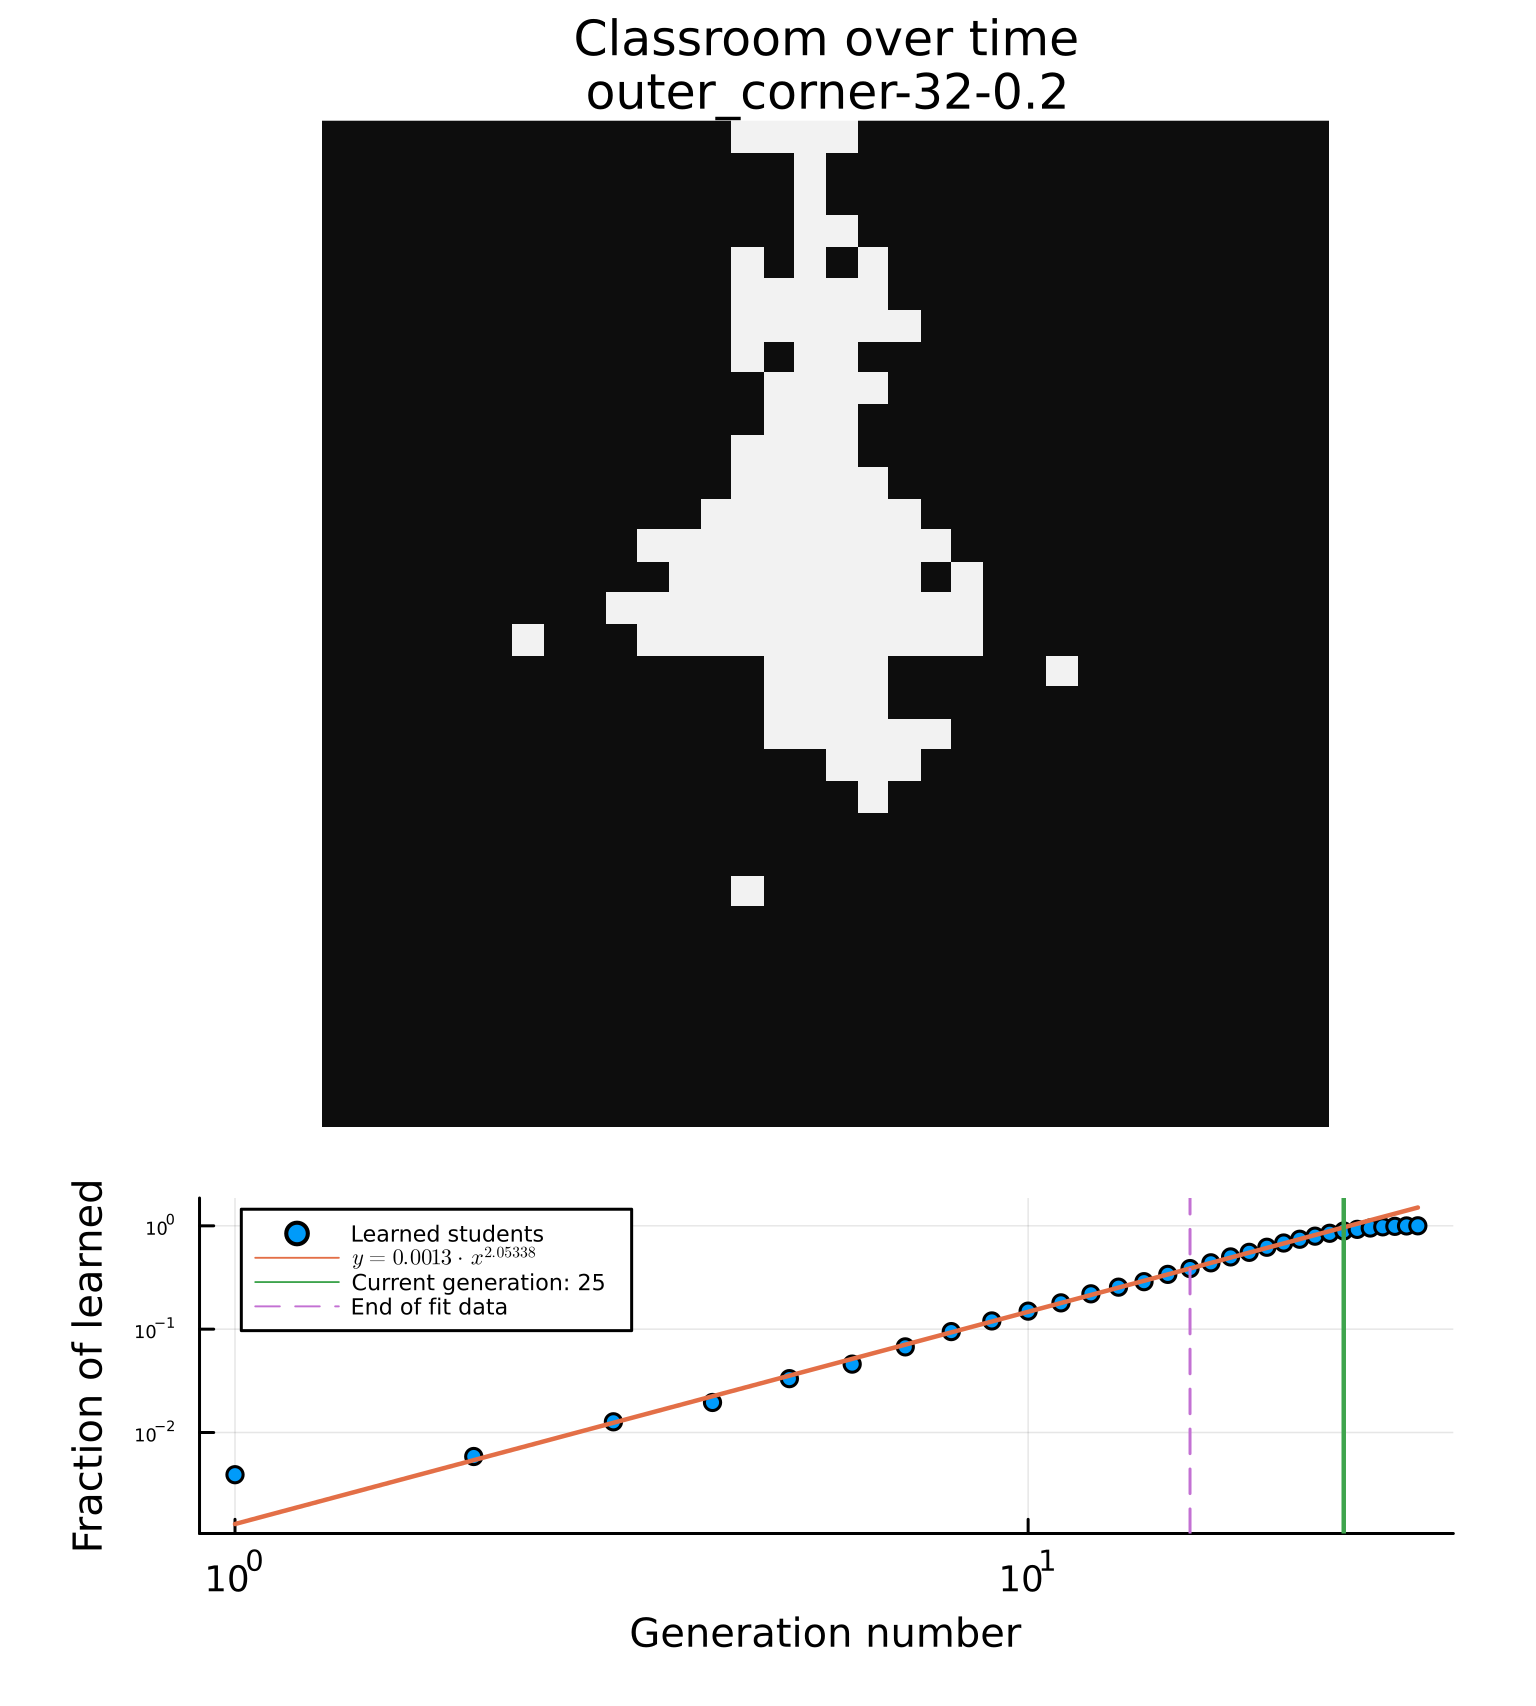 Classroom over time
outer_corner-32-0.2
Fraction of learned
10^0
10^−1
10^−2
Learned students
y = 0.0013 · x^2.05338
Current generation: 25
End of fit data
10^0
10^1
Generation number